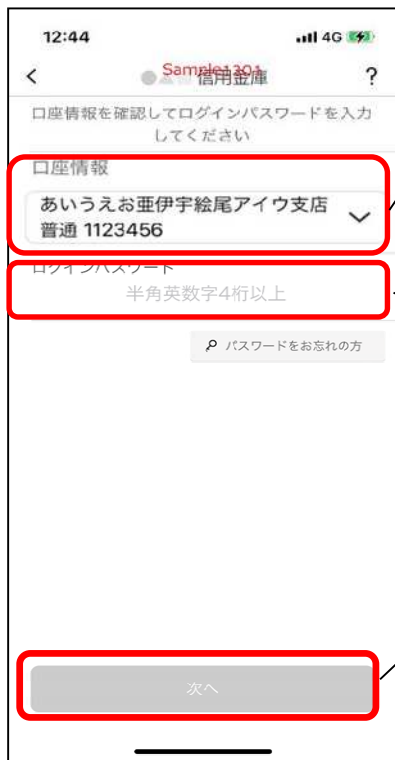 12:44
4G
Sample1301
信用金庫
?
口座情報を確認してログインパスワードを入力
してください
口座情報
あいうえお亜伊宇絵尾アイウ支店
普通 1123456
ログインパスワード
半角英数字4桁以上
パスワードをお忘れの方
次へ